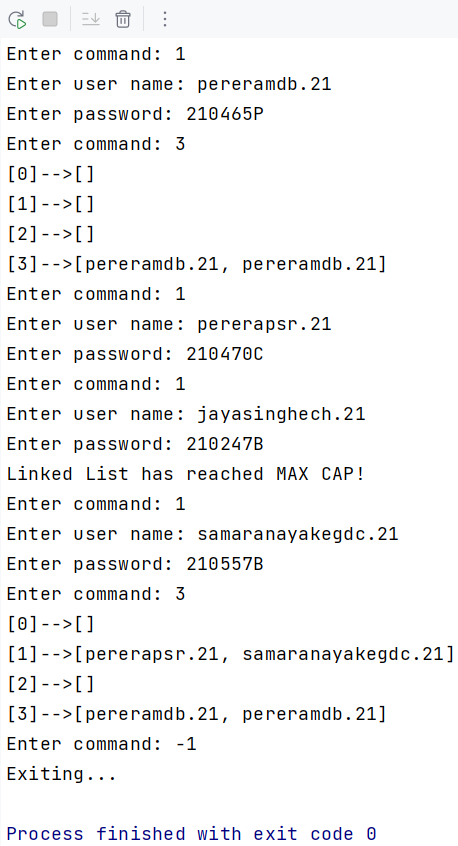 Enter command: 1
Enter user name: pereramdb.21
Enter password: 210465P
Enter command: 3
[0]-->[]
[1]-->[]
[2]-->[]
[3]-->[pereramdb.21, pereramdb.21]
Enter command: 1
Enter user name: pererapsr.21
Enter password: 210470C
Enter command: 1
Enter user name: jayasinghech.21
Enter password: 210247B
Linked List has reached MAX CAP!
Enter command: 1
Enter user name: samaranayakegdc.21
Enter password: 210557B
Enter command: 3
[0]-->[]
[1]-->[pererapsr.21, samaranayakegdc.21]
[2]-->[]
[3]-->[pereramdb.21, pereramdb.21]
Enter command: -1
Exiting...
Process finished with exit code 0